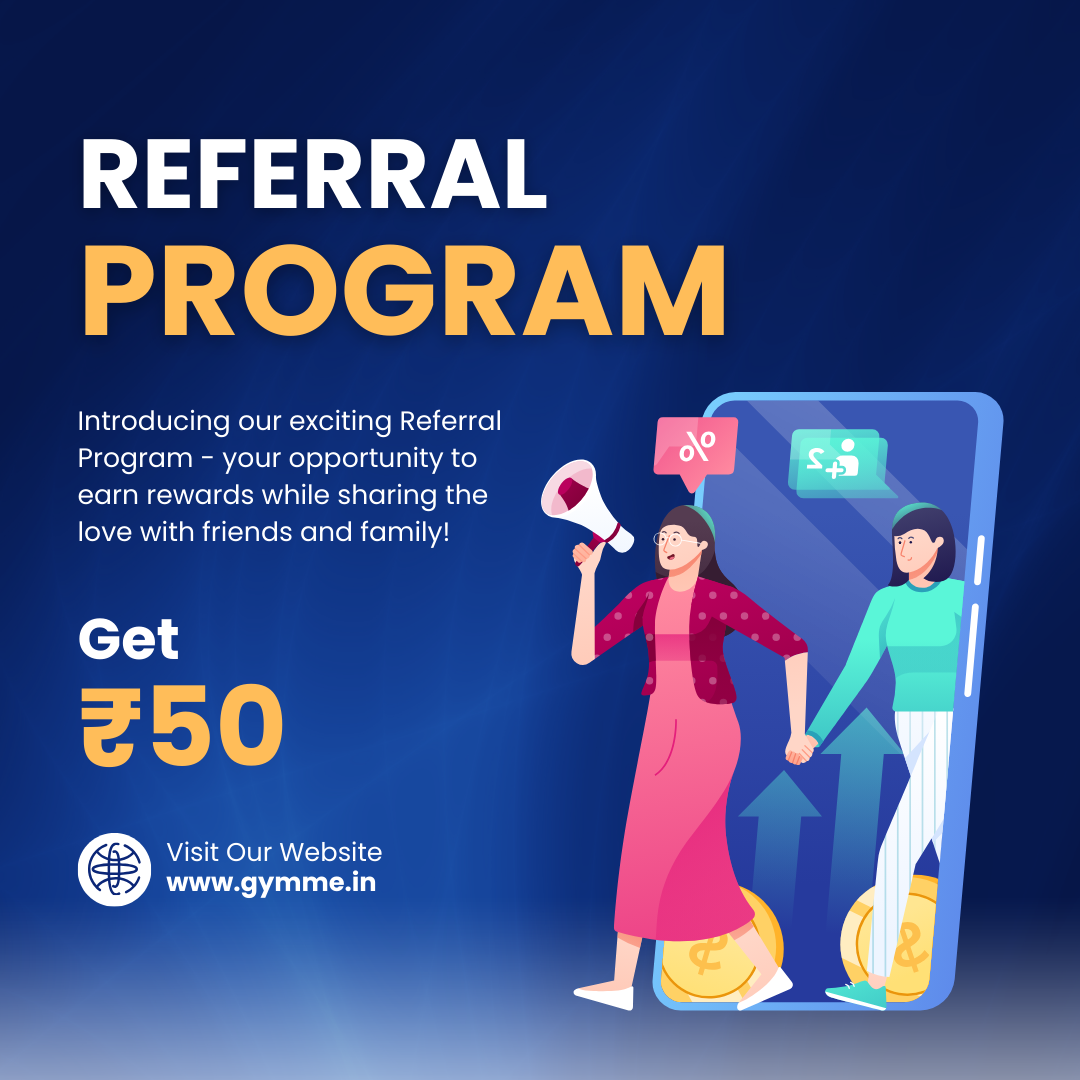 REFERRAL
PROGRAM
Introducing our exciting Referral
Program - your opportunity to
earn rewards while sharing the
love with friends and family!
%
2+
Get
₹50
Visit Our Website
www.gymme.in